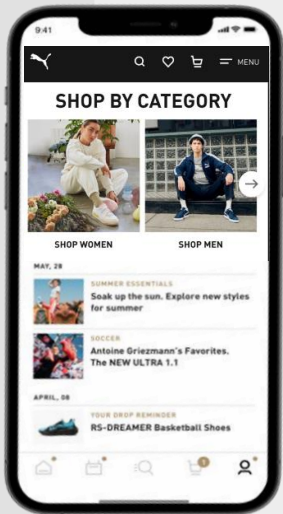 9:41
MENU
SHOP BY CATEGORY
SHOP WOMEN
SHOP MEN
MAY, 28
SUMMER ESSENTIALS
Soak up the sun. Explore new styles
for summer
SOCCER
Antoine Griezmann's Favorites.
The NEW ULTRA 1.1
APRIL, 08
YOUR DROP REMINDER
RS-DREAMER Basketball Shoes
1